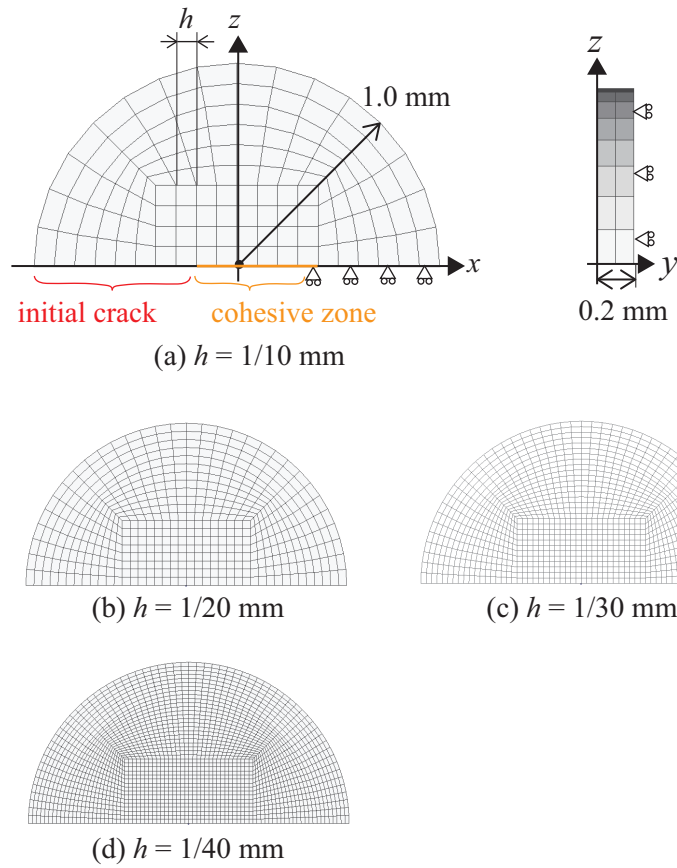 h
z
1.0 mm
x
initial crack
cohesive zone
(a) h = 1/10 mm
z
y
0.2 mm
(b) h = 1/20 mm
(c) h = 1/30 mm
(d) h = 1/40 mm